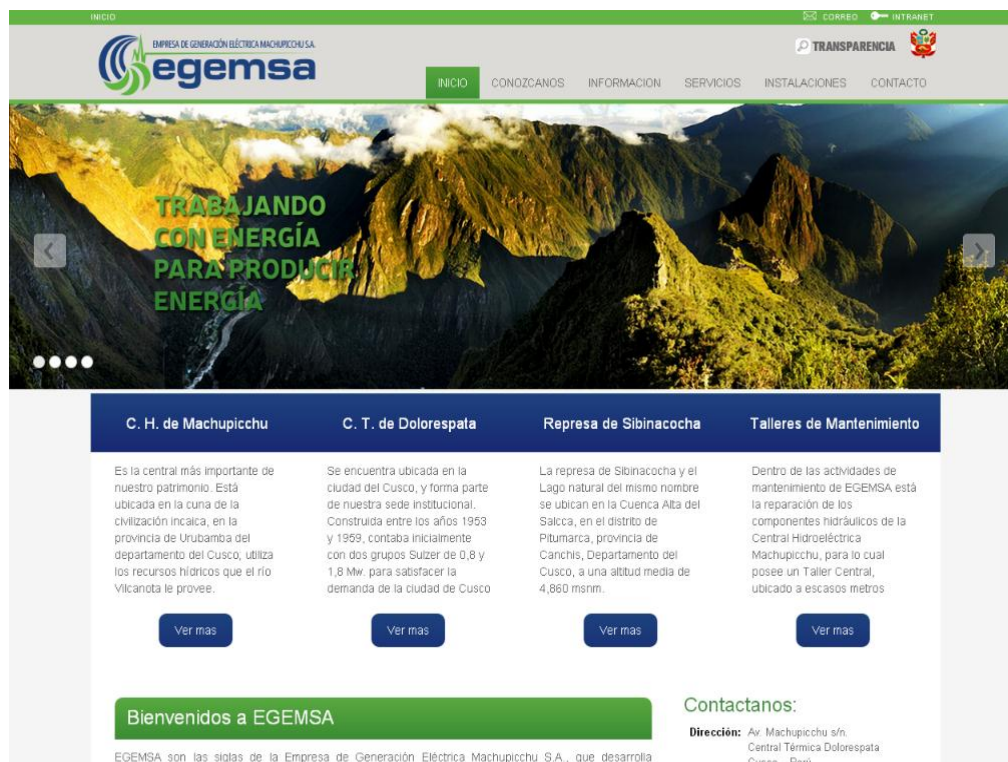 INICIO
CORREO
INTRANET
EMPRESA DE GENERACIÓN ELÉCTRICA MACHUPICCHU S.A.
egemsa
TRANSPARENCIA
INICIO
CONOZCANOS
INFORMACION
SERVICIOS
INSTALACIONES
CONTACTO
TRABAJANDO
CON ENERGÍA
PARA PRODUCIR
ENERGÍA
C. H. de Machupicchu
Es la central más importante de
nuestro patrimonio. Está
ubicada en la cuna de la
civilización incaica, en la
provincia de Urubamba del
departamento del Cusco; utiliza
los recursos hídricos que el río
Vilcanota le provee.
Ver mas
C. T. de Dolorespata
Se encuentra ubicada en la
ciudad del Cusco, y forma parte
de nuestra sede institucional.
Construida entre los años 1953
y 1959, contaba inicialmente
con dos grupos Sulzer de 0,8 y
1,8 Mw. para satisfacer la
demanda de la ciudad de Cusco
Ver mas
Represa de Sibinacocha
La represa de Sibinacocha y el
Lago natural del mismo nombre
se ubican en la Cuenca Alta del
Salcca, en el distrito de
Pitumarca, provincia de
Canchis, Departamento del
Cusco, a una altitud media de
4,860 msnm.
Ver mas
Talleres de Mantenimiento
Dentro de las actividades de
mantenimiento de EGEMSA está
la reparación de los
componentes hidráulicos de la
Central Hidroeléctrica
Machupicchu, para lo cual
posee un Taller Central,
ubicado a escasos metros
Ver mas
Bienvenidos a EGEMSA
EGEMSA son las siglas de la Empresa de Generación Eléctrica Machupicchu S.A., que desarrolla
Contactanos:
Dirección: Av. Machupicchu s/n.
Central Térmica Dolorespata
Cusco - Perú